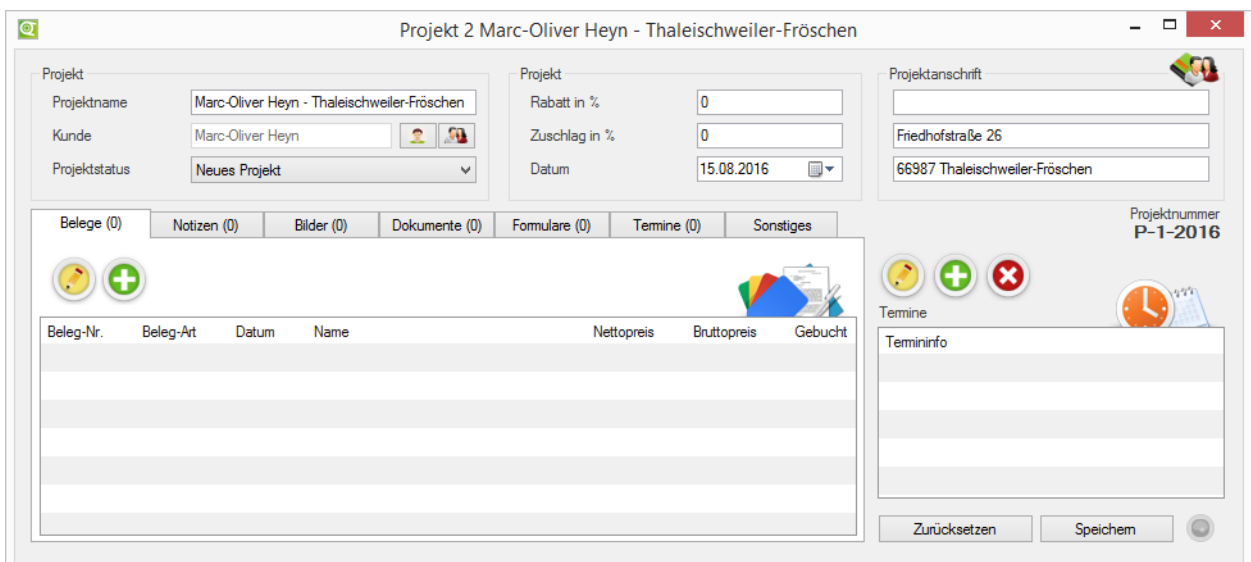 Projekt 2 Marc-Oliver Heyn - Thaleischweiler-Fröschen
Projekt
Projektname
Marc-Oliver Heyn - Thaleischweiler-Fröschen
Kunde
Marc-Oliver Heyn
Projektstatus
Neues Projekt
Projekt
Rabatt in %
0
Zuschlag in %
0
Datum
15.08.2016
Projektanschrift
Friedhofstraße 26
66987 Thaleischweiler-Fröschen
Belege (0) Notizen (0) Bilder (0) Dokumente (0) Formulare (0) Termine (0) Sonstiges
Projektnummer
P-1-2016
Beleg-Nr. Beleg-Art Datum Name Nettopreis Bruttopreis Gebucht
Termine
Termininfo
Zurücksetzen Speichern